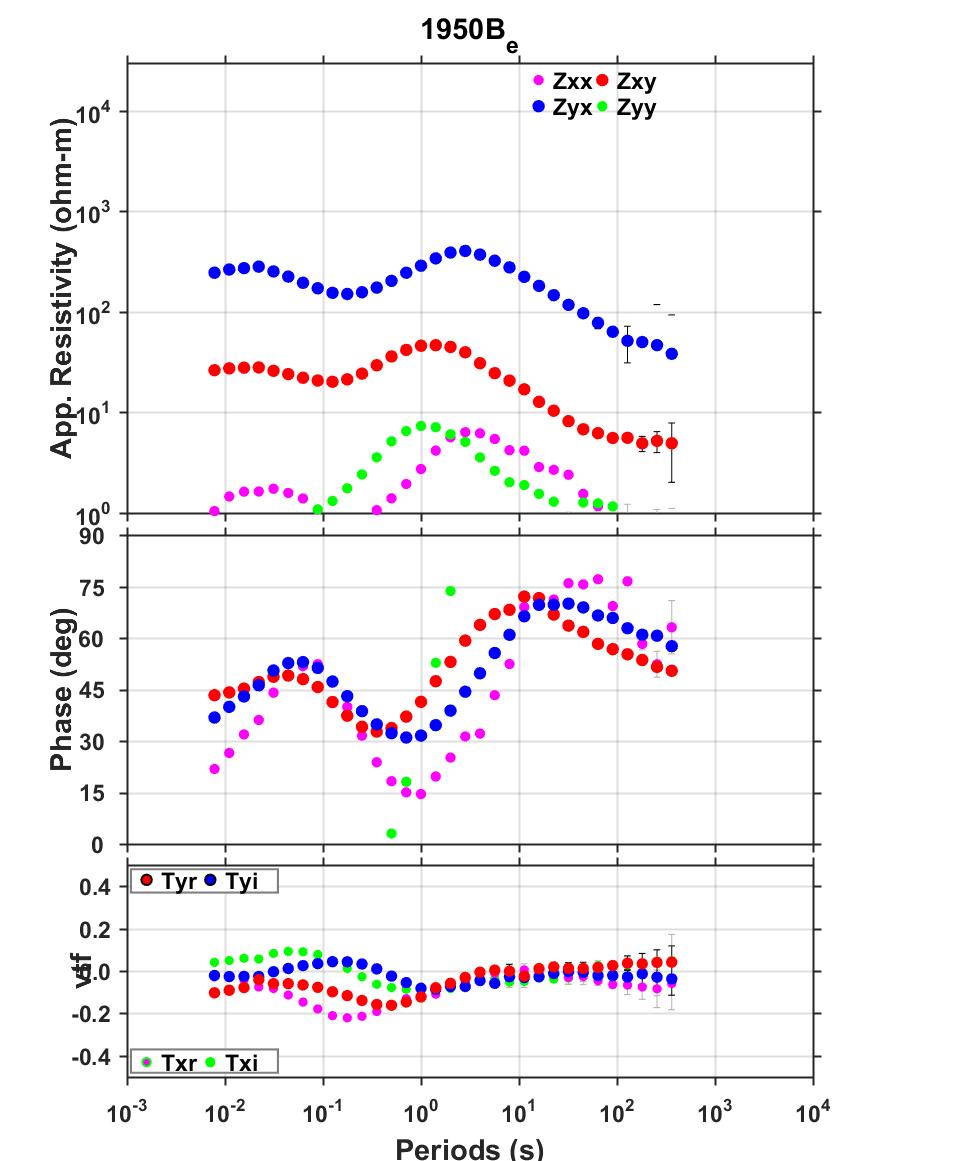 1950Be
Zxx Zxy
Zyx Zyy
App. Resistivity (ohm-m)
10^4
10^3
10^2
10^1
10^0
Phase (deg)
90
75
60
45
30
15
0
Tyr Tyi
vtf
0.4
0.2
0.0
-0.2
-0.4
Txr Txi
10^-3 10^-2 10^-1 10^0 10^1 10^2 10^3 10^4
Periods (s)